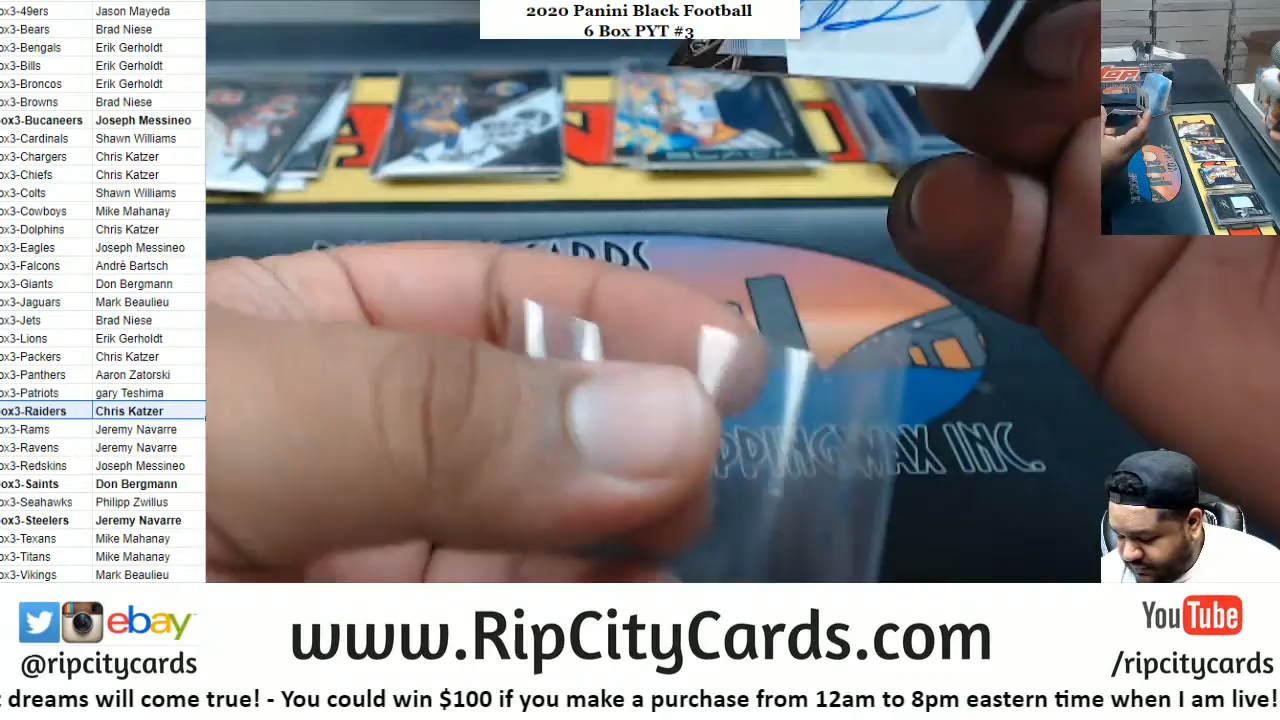 2020 Panini Black Football
6 Box PYT #3
ox3-49ers Jason Mayeda
ox3-Bears Brad Niese
ox3-Bengals Erik Gerholdt
ox3-Bills Erik Gerholdt
ox3-Broncos Erik Gerholdt
ox3-Browns Brad Niese
ox3-Bucaneers Joseph Messineo
ox3-Cardinals Shawn Williams
ox3-Chargers Chris Katzer
ox3-Chiefs Chris Katzer
ox3-Colts Shawn Williams
ox3-Cowboys Mike Mahanay
ox3-Dolphins Chris Katzer
ox3-Eagles Joseph Messineo
ox3-Falcons Andrè Bartsch
ox3-Giants Don Bergmann
ox3-Jaguars Mark Beaulieu
ox3-Jets Brad Niese
ox3-Lions Erik Gerholdt
ox3-Packers Chris Katzer
ox3-Panthers Aaron Zatorski
ox3-Patriots gary Teshima
ox3-Raiders Chris Katzer
ox3-Rams Jeremy Navarre
ox3-Ravens Jeremy Navarre
ox3-Redskins Joseph Messineo
ox3-Saints Don Bergmann
ox3-Seahawks Philipp Zwillus
ox3-Steelers Jeremy Navarre
ox3-Texans Mike Mahanay
ox3-Titans Mike Mahanay
ox3-Vikings Mark Beaulieu
BLACK
CARDS
PPINGWAX INC.
ebay
@ripcitycards
www.RipCityCards.com
YouTube
/ripcitycards
dreams will come true! - You could win $100 if you make a purchase from 12am to 8pm eastern time when I am live!